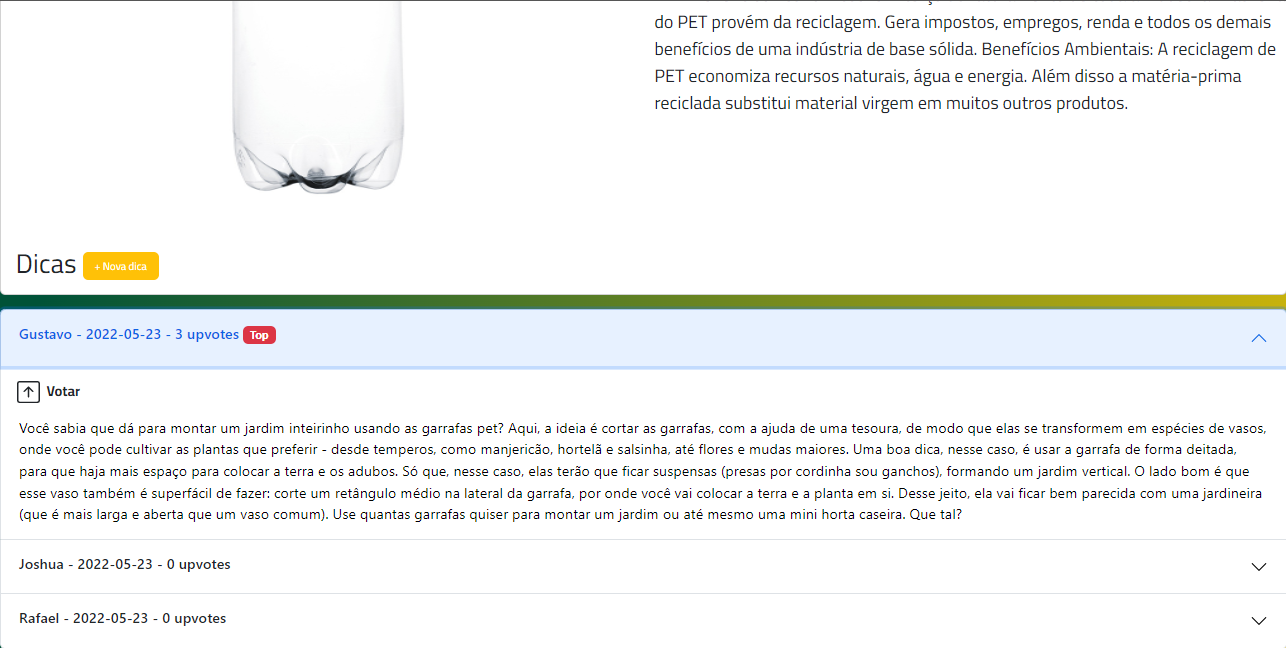 do PET provém da reciclagem. Gera impostos, empregos, renda e todos os demais
benefícios de uma indústria de base sólida. Benefícios Ambientais: A reciclagem de
PET economiza recursos naturais, água e energia. Além disso a matéria-prima
reciclada substitui material virgem em muitos outros produtos.
Dicas + Nova dica
Gustavo - 2022-05-23 - 3 upvotes Top
Votar
Você sabia que dá para montar um jardim inteirinho usando as garrafas pet? Aqui, a ideia é cortar as garrafas, com a ajuda de uma tesoura, de modo que elas se transformem em espécies de vasos,
onde você pode cultivar as plantas que preferir - desde temperos, como manjericão, hortelã e salsinha, até flores e mudas maiores. Uma boa dica, nesse caso, é usar a garrafa de forma deitada,
para que haja mais espaço para colocar a terra e os adubos. Só que, nesse caso, elas terão que ficar suspensas (presas por cordinha sou ganchos), formando um jardim vertical. O lado bom é que
esse vaso também é superfácil de fazer: corte um retângulo médio na lateral da garrafa, por onde você vai colocar a terra e a planta em si. Desse jeito, ela vai ficar bem parecida com uma jardineira
(que é mais larga e aberta que um vaso comum). Use quantas garrafas quiser para montar um jardim ou até mesmo uma mini horta caseira. Que tal?
Joshua - 2022-05-23 - 0 upvotes
Rafael - 2022-05-23 - 0 upvotes